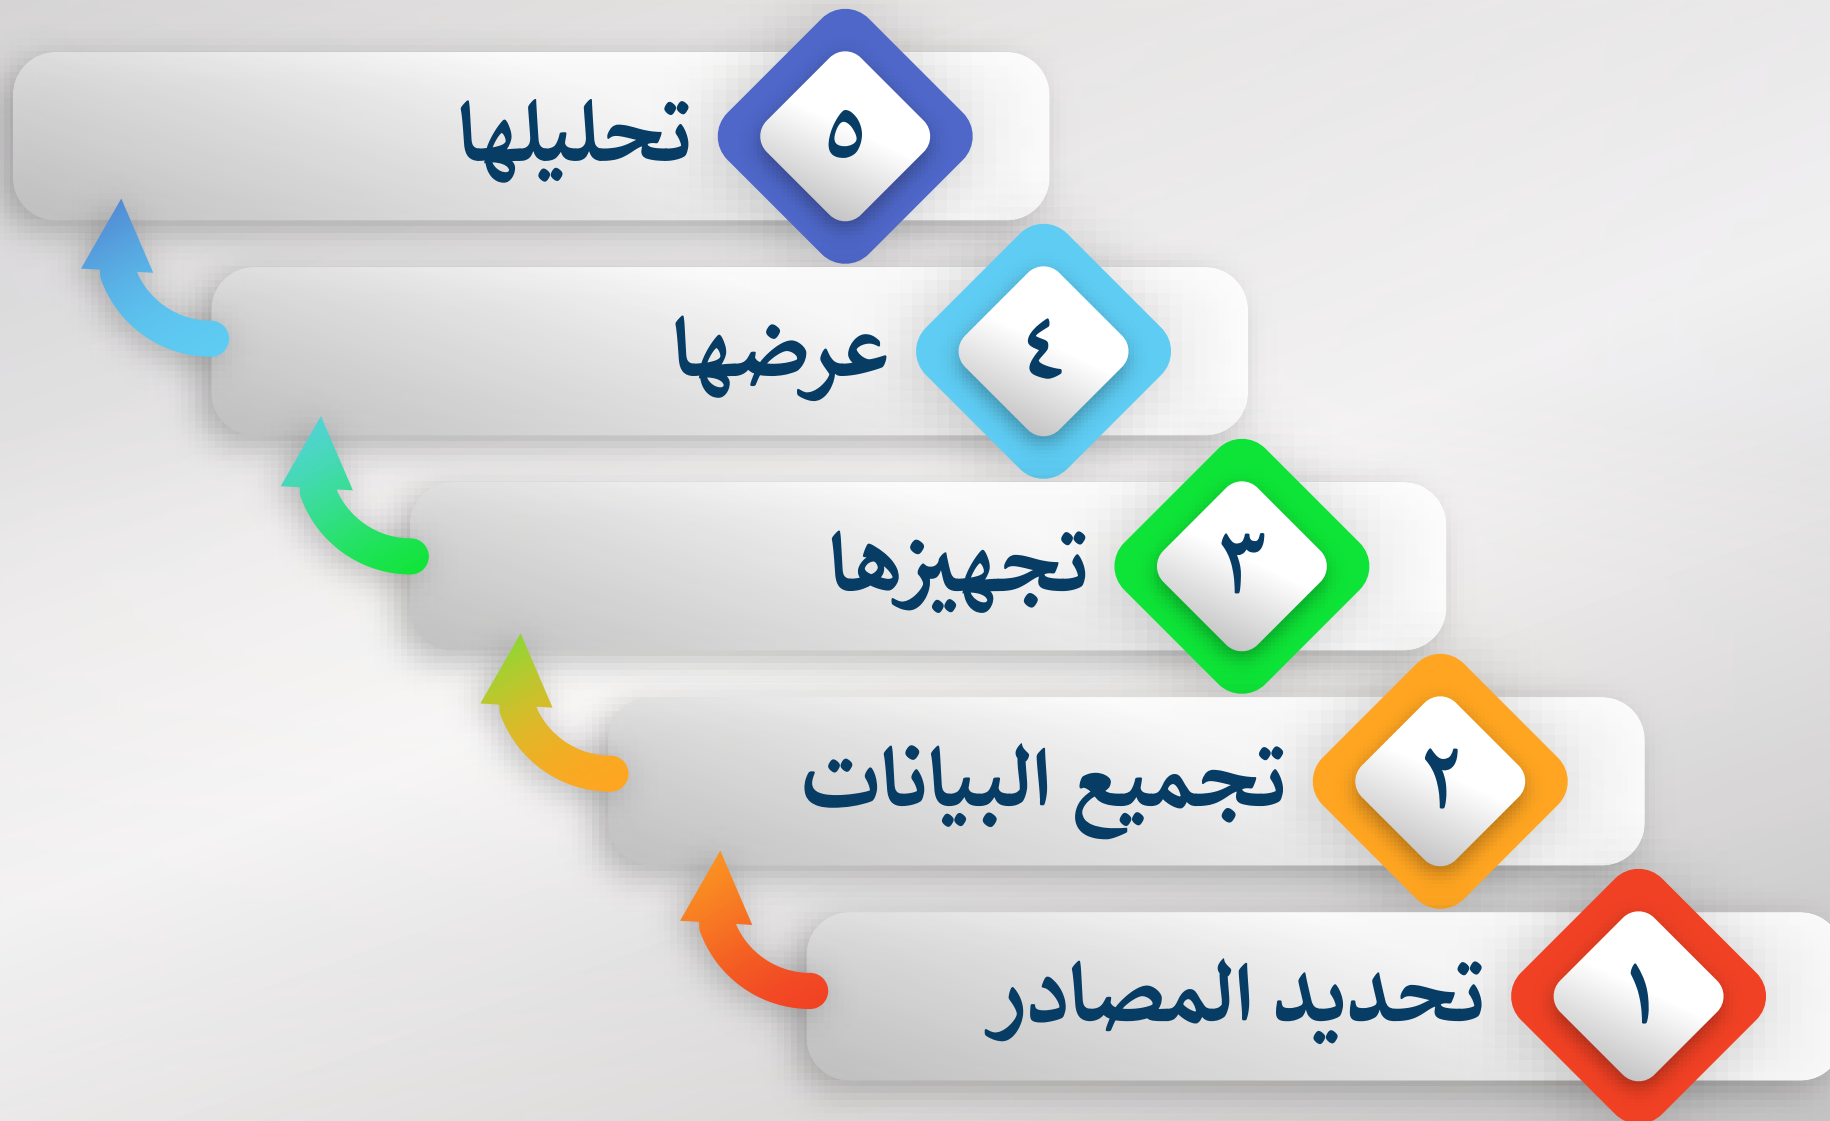 ٥ تحليلها
٤ عرضها
٣ تجهيزها
٢ تجميع البيانات
١ تحديد المصادر